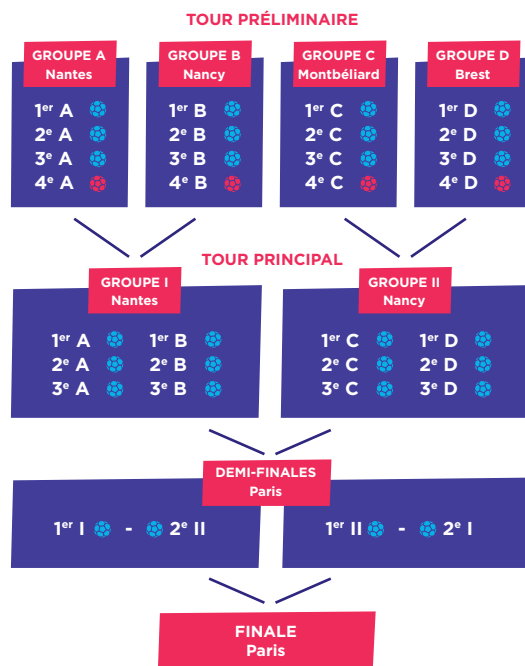 TOUR PRÉLIMINAIRE
GROUPE A
Nantes
1er A
2e A
3e A
4e A
GROUPE B
Nancy
1er B
2e B
3e B
4e B
GROUPE C
Montbéliard
1er C
2e C
3e C
4e C
GROUPE D
Brest
1er D
2e D
3e D
4e D
TOUR PRINCIPAL
GROUPE I
Nantes
1er A 1er B
2e A 2e B
3e A 3e B
GROUPE II
Nancy
1er C 1er D
2e C 2e D
3e C 3e D
DEMI-FINALES
Paris
1er I - 2e II
1er II - 2e I
FINALE
Paris